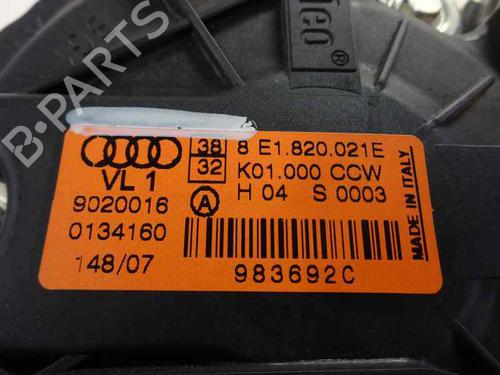 B-PARTS
Valeo
38 8 E1.820.021E
32 K01.000 CCW
VL 1
A H 04 S 0003
9020016
0134160
148/07
983692C
MADE IN ITALY